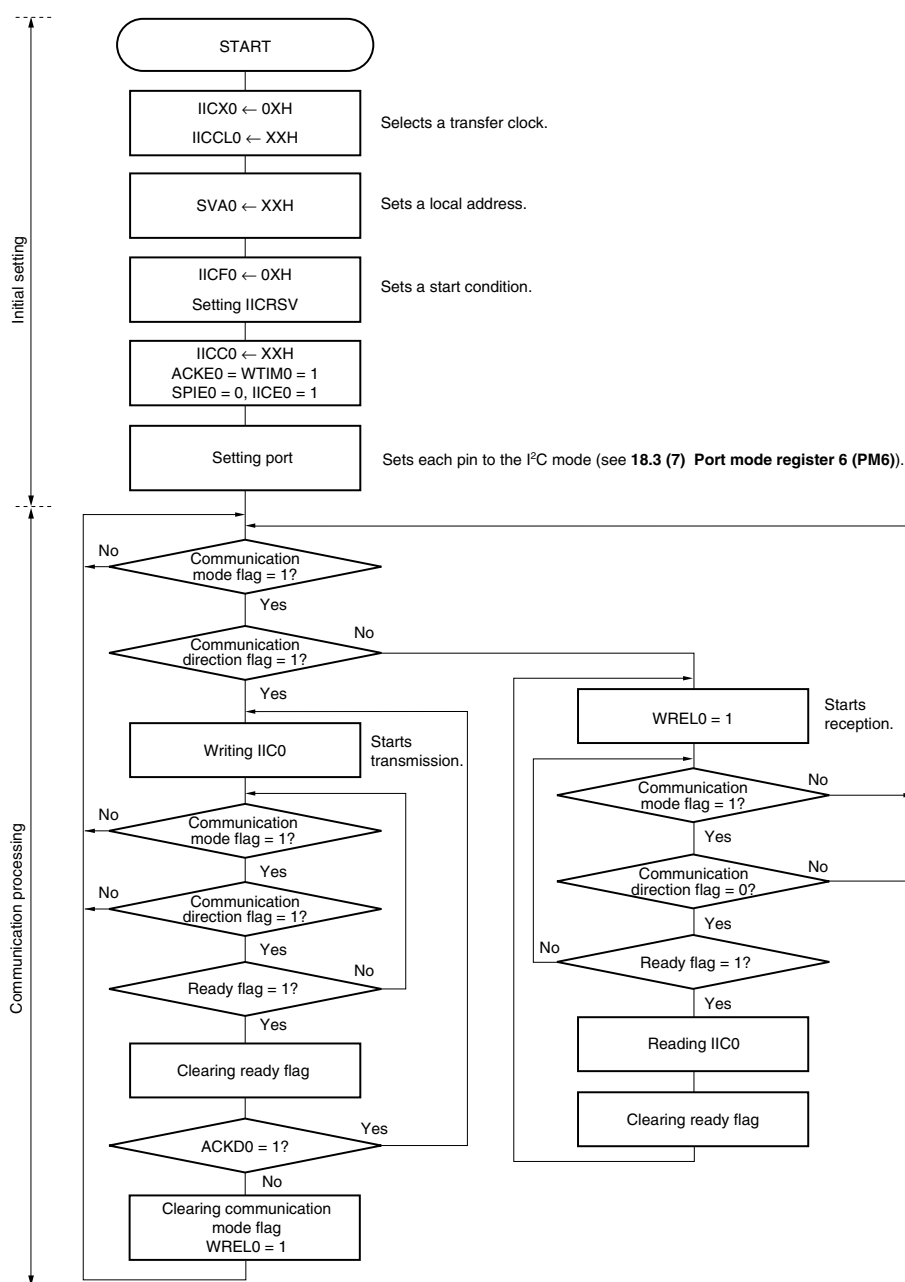 START
IICX0 ← 0XH
IICCL0 ← XXH
Selects a transfer clock.
SVA0 ← XXH
Sets a local address.
IICF0 ← 0XH
Setting IICRSV
Sets a start condition.
IICC0 ← XXH
ACKE0 = WTIM0 = 1
SPIE0 = 0, IICE0 = 1
Setting port
Sets each pin to the I²C mode (see 18.3 (7) Port mode register 6 (PM6)).
Initial setting
Communication processing
No
Communication
mode flag = 1?
Yes
Communication
direction flag = 1?
No
Yes
Writing IIC0
Starts
transmission.
No
Communication
mode flag = 1?
Yes
No
Communication
direction flag = 1?
Yes
Ready flag = 1?
No
Yes
Clearing ready flag
ACKD0 = 1?
Yes
No
Clearing communication
mode flag
WREL0 = 1
WREL0 = 1
Starts
reception.
Communication
mode flag = 1?
No
Yes
Communication
direction flag = 0?
No
Yes
No
Ready flag = 1?
Yes
Reading IIC0
Clearing ready flag